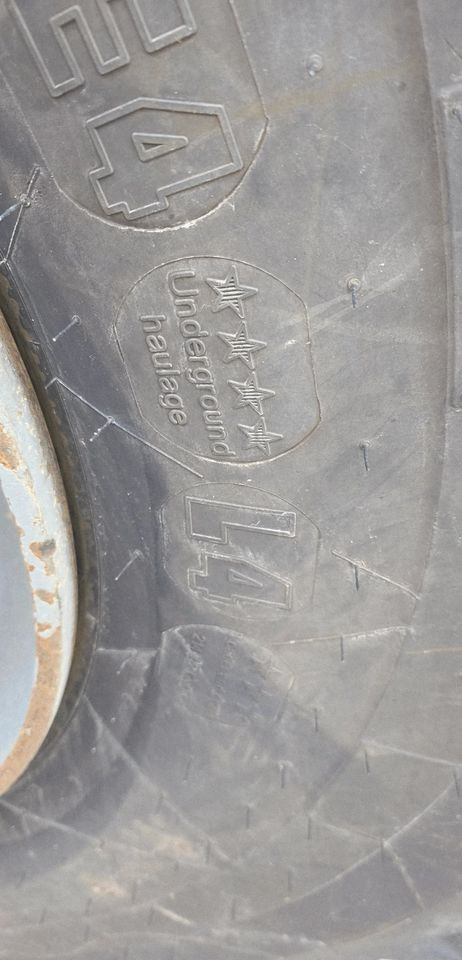 E4
★★★★
Underground
haulage
L4